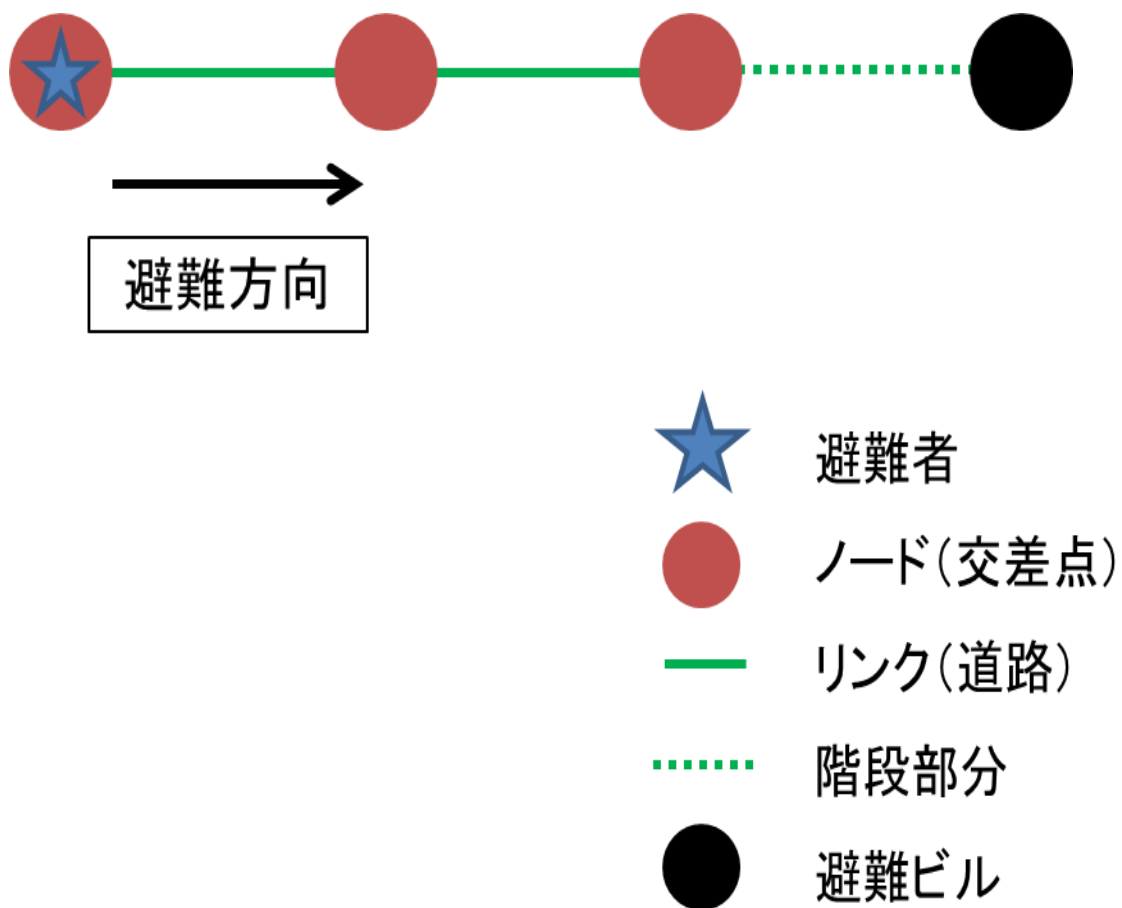 避難方向
避難者
ノード(交差点)
リンク(道路)
階段部分
避難ビル